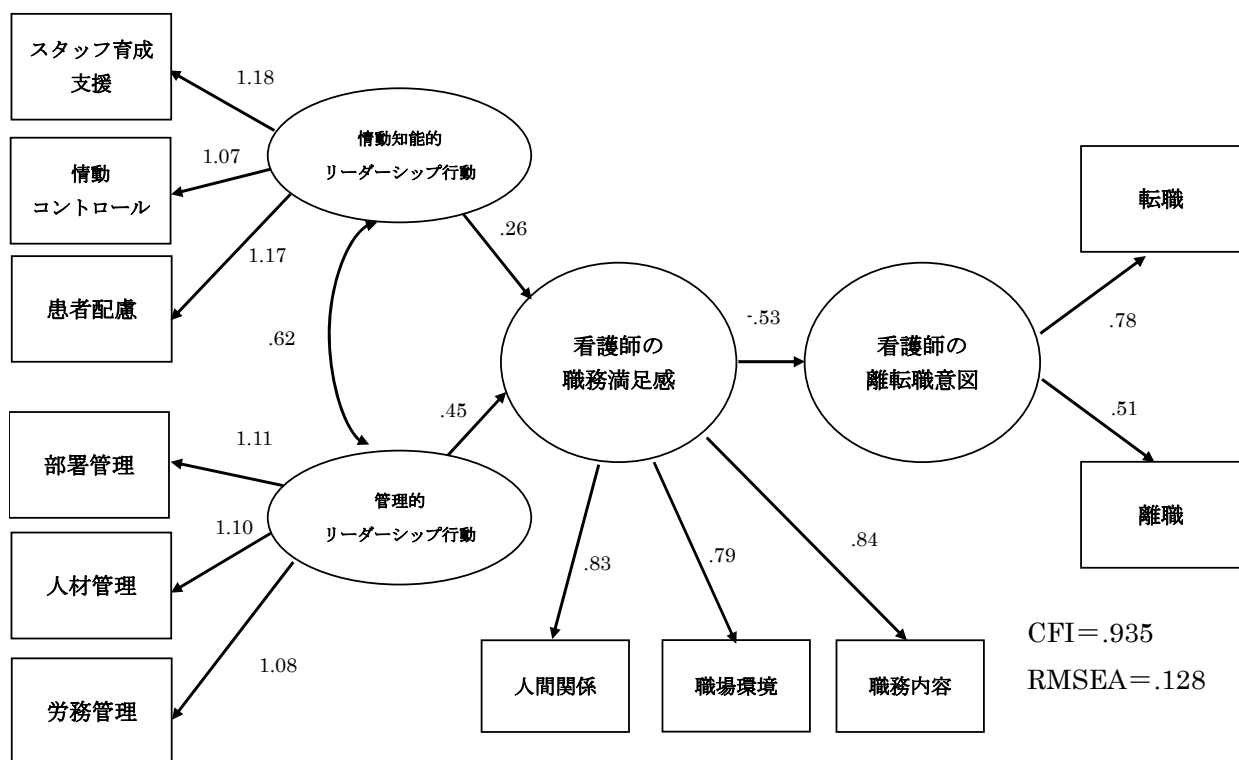 スタッフ育成
支援
1.18
情動知能的
リーダーシップ行動
1.07
情動
コントロール
転職
.26
1.17
患者配慮
.62
看護師の
職務満足感
-.53
看護師の
離転職意図
.78
.45
.51
1.11
部署管理
管理的
リーダーシップ行動
離職
1.10
人材管理
.83
.79
.84
CFI=.935
1.08
労務管理
人間関係
職場環境
職務内容
RMSEA=.128